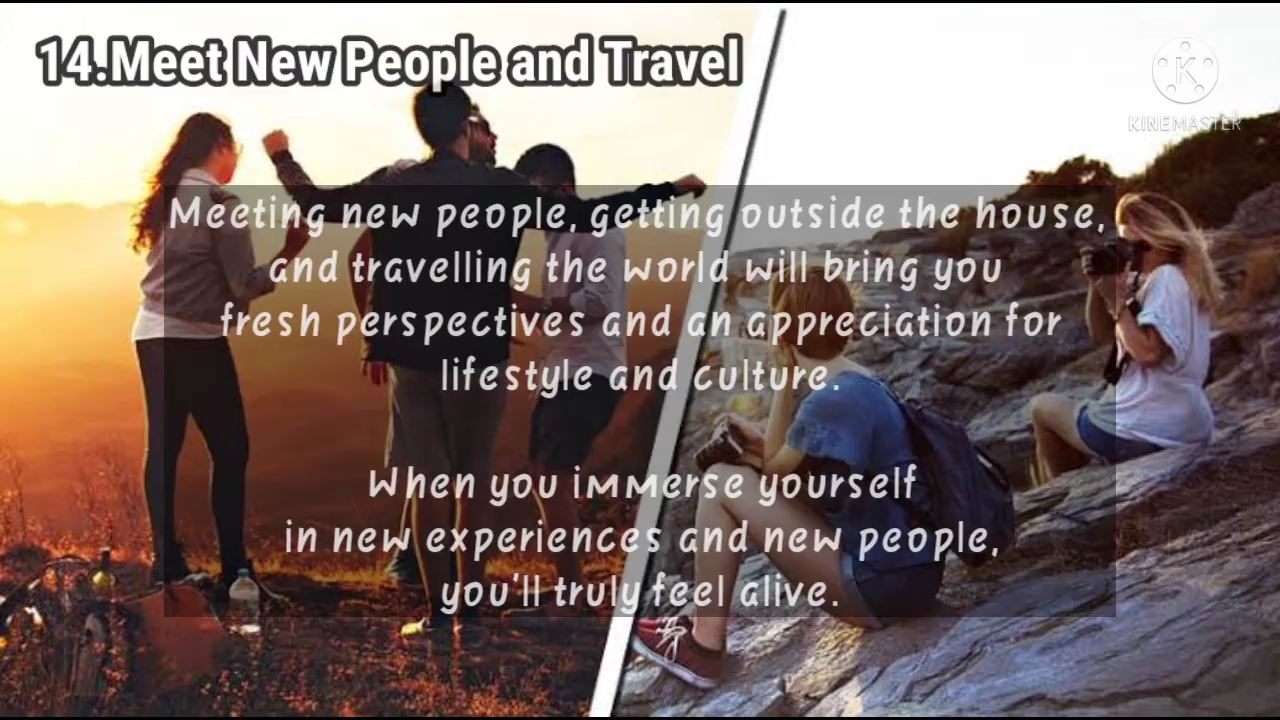 14.Meet New People and Travel
KINEMASTER
Meeting new people, getting outside the house,
and travelling the world will bring you
fresh perspectives and an appreciation for
lifestyle and culture.
When you immerse yourself
in new experiences and new people,
you'll truly feel alive.